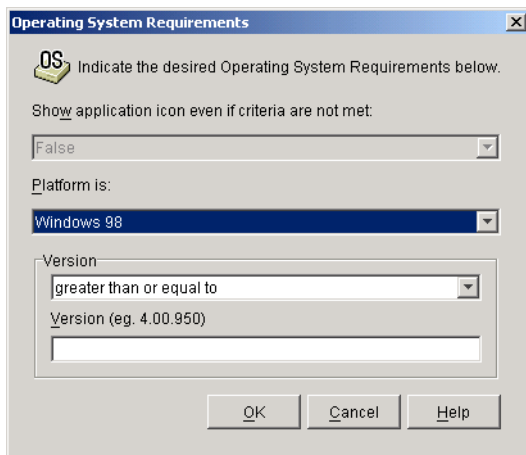 Operating System Requirements
OS
Indicate the desired Operating System Requirements below.
Show application icon even if criteria are not met:
False
Platform is:
Windows 98
Version
greater than or equal to
Version (eg. 4.00.950)
OK Cancel Help